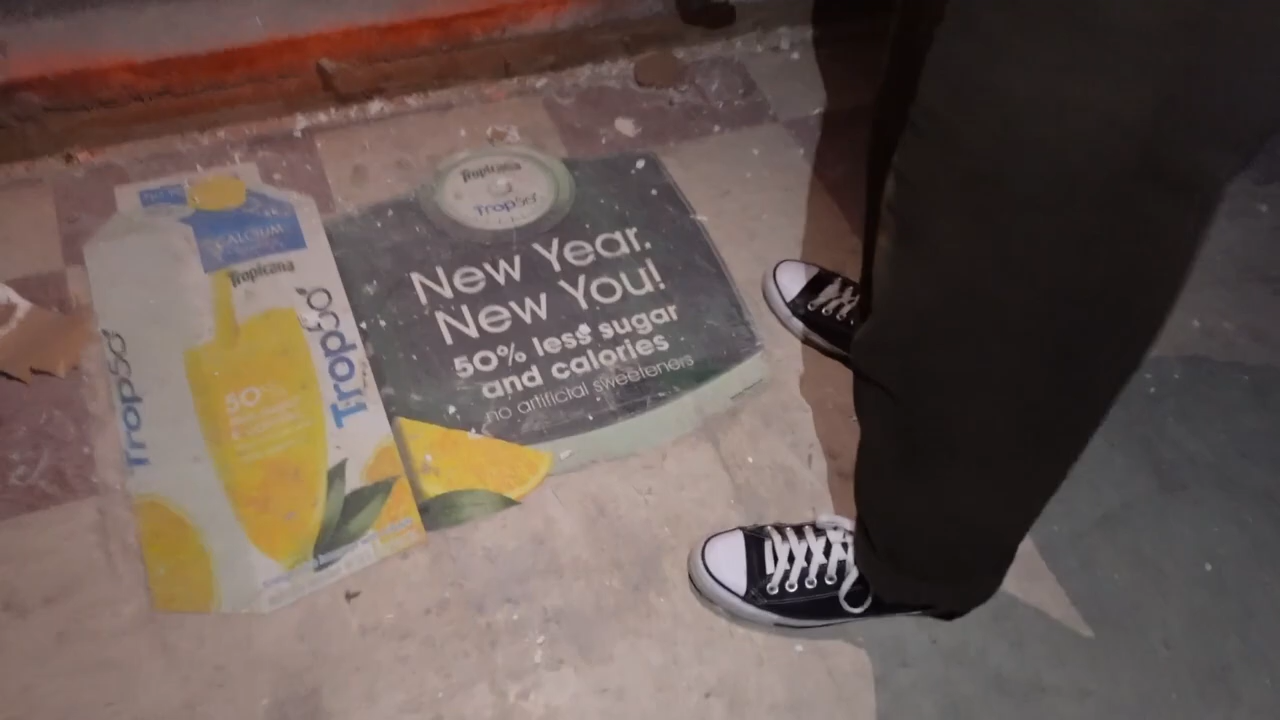 CALCIUM
Tropicana
Trop50
Trop50
50%
Tropicana
Trop50
New Year.
New You!
50% less sugar
and calories
no artificial sweeteners